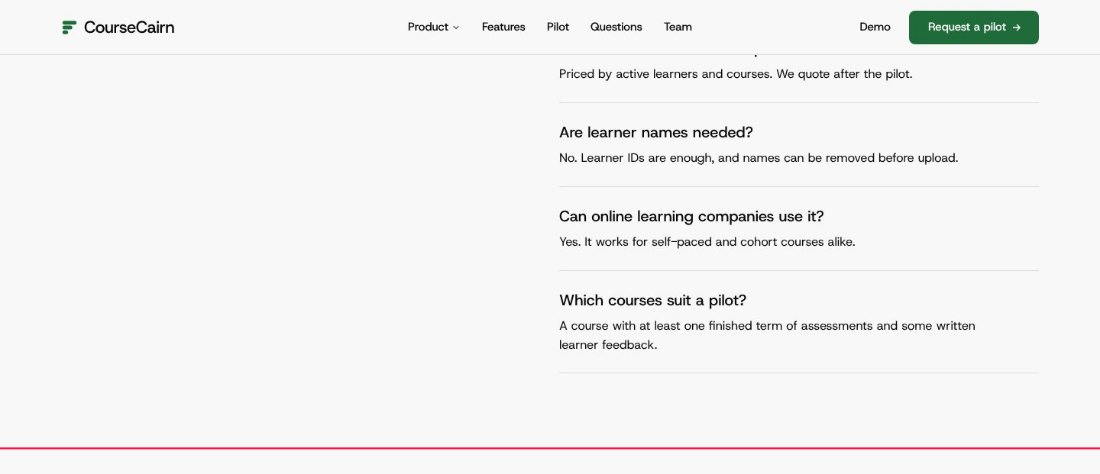 CourseCairn
Product
Features
Pilot
Questions
Team
Demo
Request a pilot →
Priced by active learners and courses. We quote after the pilot.
Are learner names needed?
No. Learner IDs are enough, and names can be removed before upload.
Can online learning companies use it?
Yes. It works for self-paced and cohort courses alike.
Which courses suit a pilot?
A course with at least one finished term of assessments and some written
learner feedback.